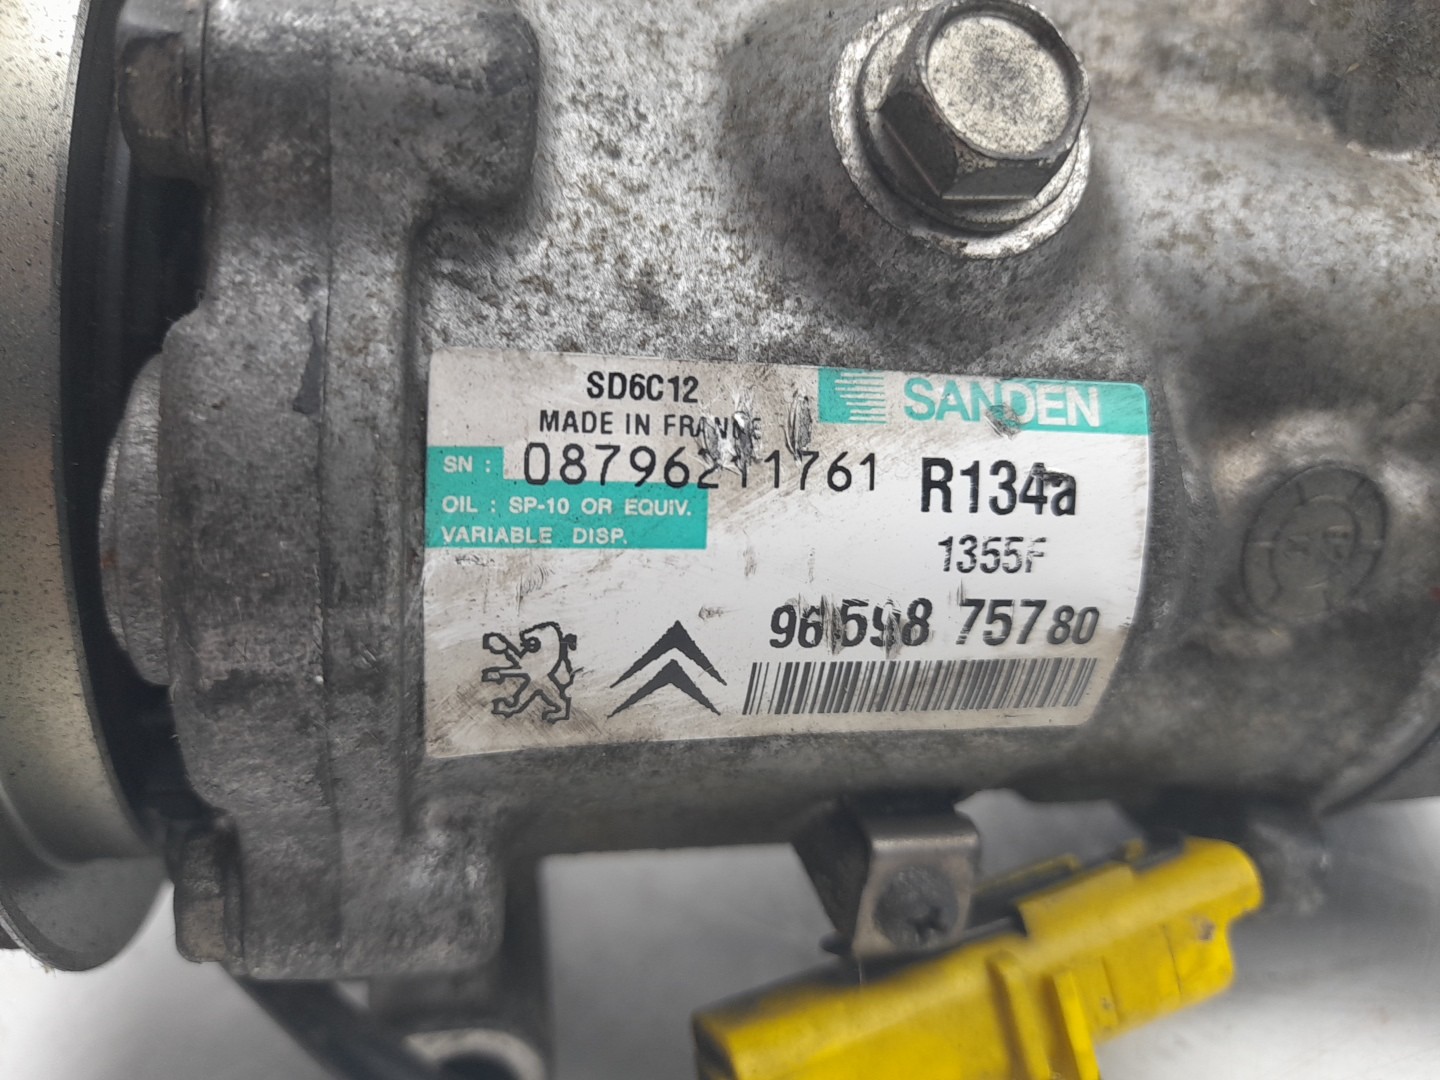 SD6C12
MADE IN FRANCE
SANDEN
SN : 08796211761
R134a
OIL : SP-10 OR EQUIV.
VARIABLE DISP.
1355F
96 598 757 80